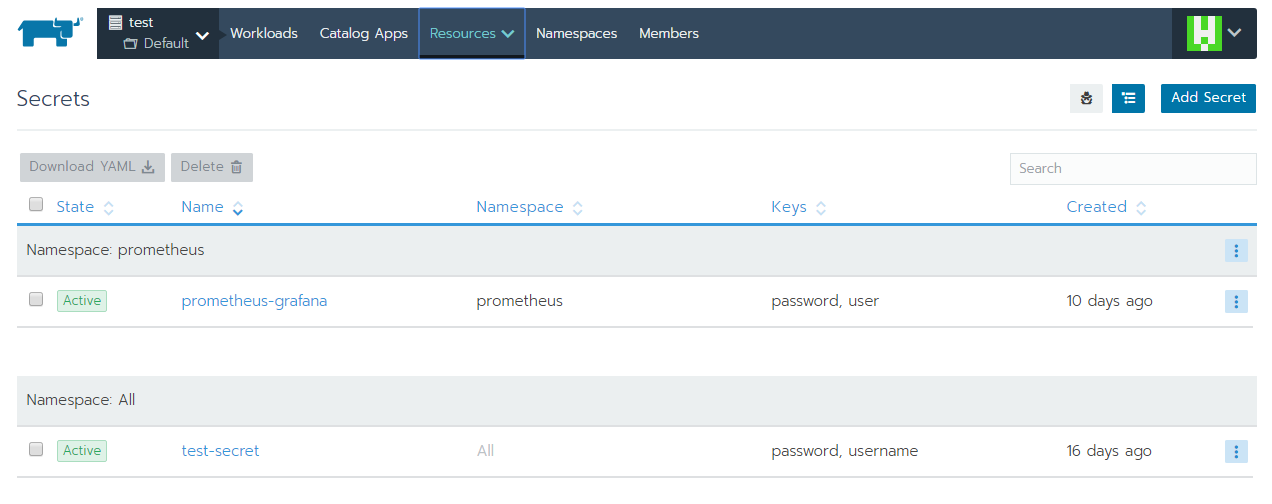 test
Default
Workloads Catalog Apps Resources Namespaces Members
Secrets
Add Secret
Download YAML Delete
Search
State Name Namespace Keys Created
Namespace: prometheus
Active prometheus-grafana prometheus password, user 10 days ago
Namespace: All
Active test-secret All password, username 16 days ago